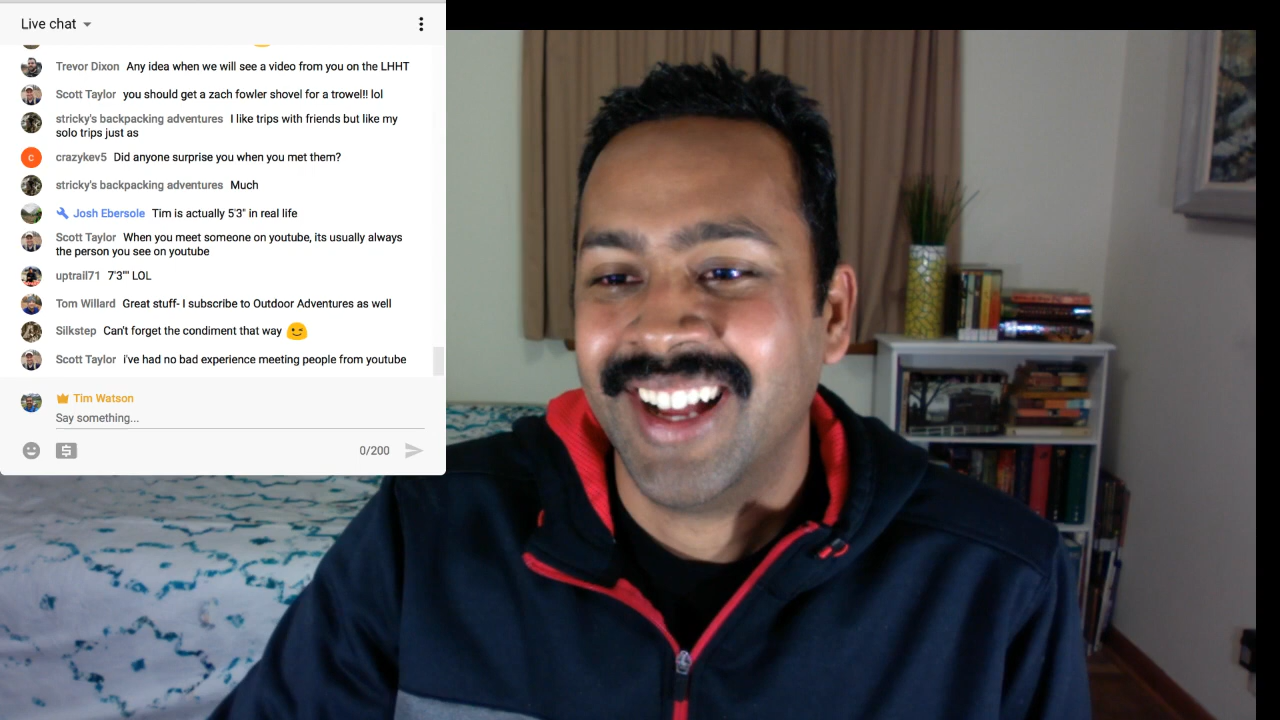 Live chat
Trevor Dixon Any idea when we will see a video from you on the LHHT
Scott Taylor you should get a zach fowler shovel for a trowel!! lol
stricky's backpacking adventures I like trips with friends but like my
solo trips just as
crazykev5 Did anyone surprise you when you met them?
C
stricky's backpacking adventures Much
Josh Ebersole Tim is actually 5'3" in real life
Scott Taylor When you meet someone on youtube, its usually always
the person you see on youtube
uptrail71 7'3"" LOL
Tom Willard Great stuff- I subscribe to Outdoor Adventures as well
Silkstep Can't forget the condiment that way 😉
Scott Taylor i've had no bad experience meeting people from youtube
Tim Watson
Say something...
$
0/200